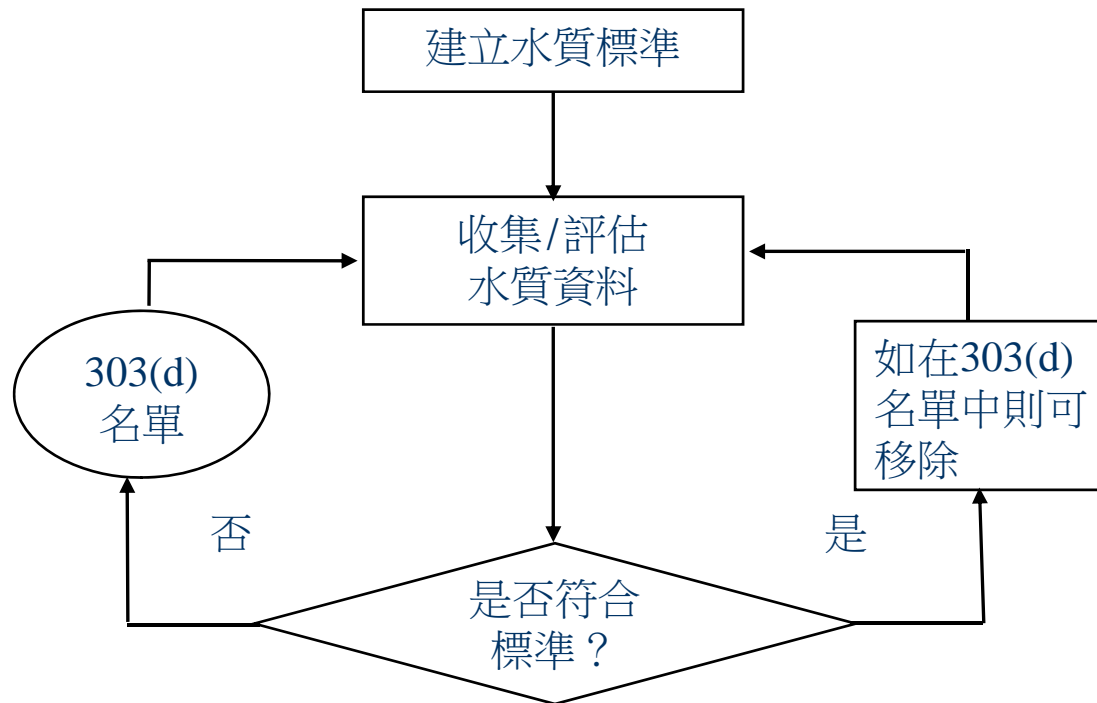 建立水質標準
收集/評估
水質資料
303(d)
名單
如在303(d)
名單中則可
移除
否
是
是否符合
標準？